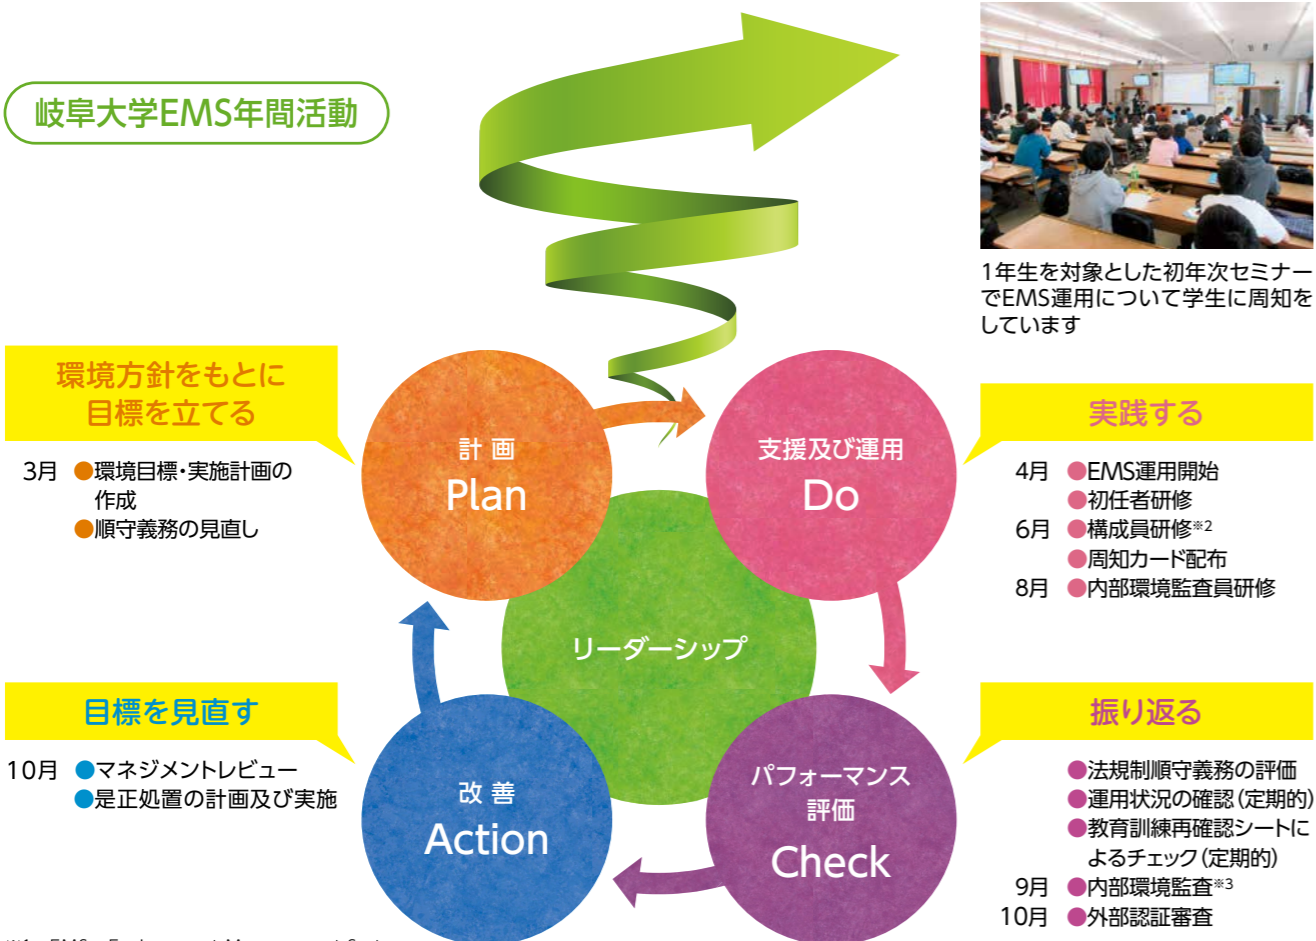 岐阜大学EMS年間活動
1年生を対象とした初年次セミナー
でEMS運用について学生に周知を
しています
環境方針をもとに
目標を立てる
3月 ●環境目標・実施計画の
作成
●順守義務の見直し
計画
Plan
支援及び運用
Do
実践する
4月 ●EMS運用開始
●初任者研修
6月 ●構成員研修※2
●周知カード配布
8月 ●内部環境監査員研修
リーダーシップ
目標を見直す
10月 ●マネジメントレビュー
●是正処置の計画及び実施
改善
Action
パフォーマンス
評価
Check
振り返る
●法規制順守義務の評価
●運用状況の確認(定期的)
●教育訓練再確認シートに
よるチェック(定期的)
9月 ●内部環境監査※3
10月 ●外部認証審査